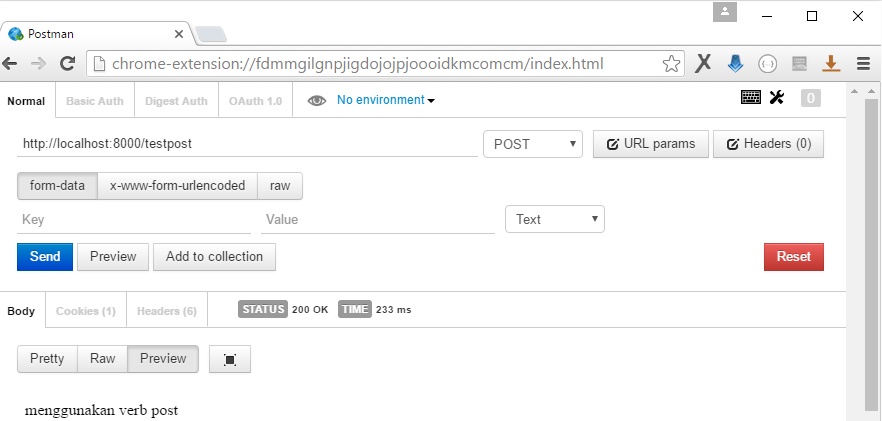 Postman
chrome-extension://fdmmgilgnpjigdojojpjoooidkmcomcm/index.html
Normal Basic Auth Digest Auth OAuth 1.0 No environment 0
http://localhost:8000/testpost POST URL params Headers (0)
form-data x-www-form-urlencoded raw
Key Value Text
Send Preview Add to collection Reset
Body Cookies (1) Headers (6) STATUS 200 OK TIME 233 ms
Pretty Raw Preview
menggunakan verb post